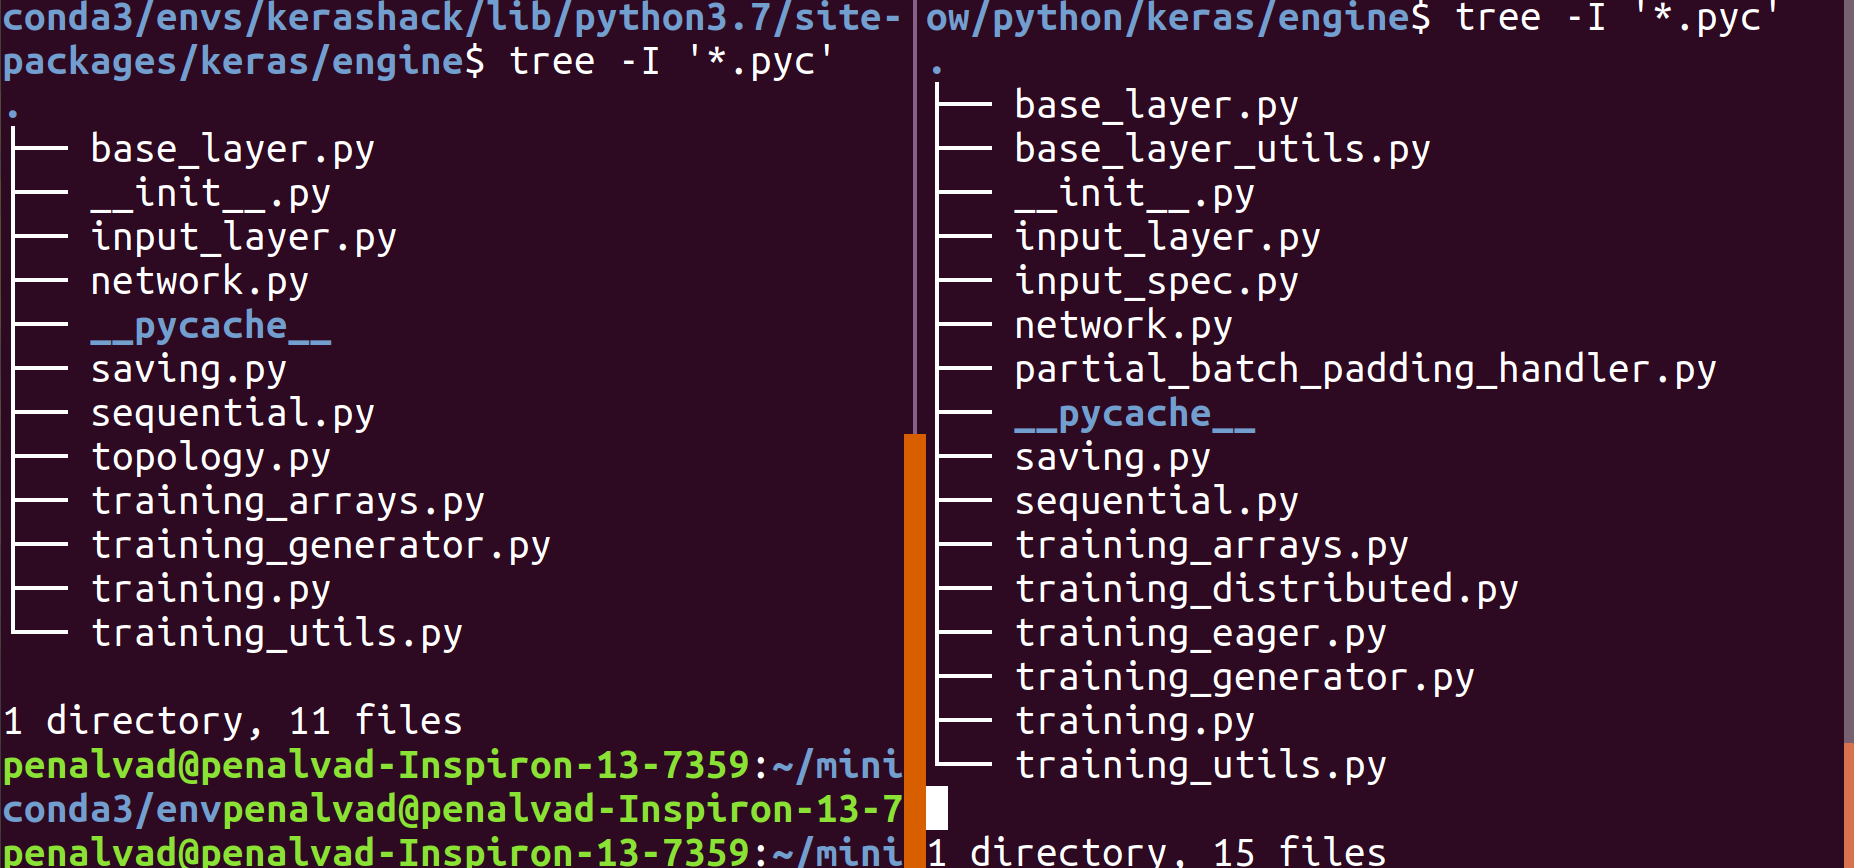 conda3/envs/kerashack/lib/python3.7/site-
packages/keras/engine$ tree -I '*.pyc'
.
├── base_layer.py
├── __init__.py
├── input_layer.py
├── network.py
├── __pycache__
├── saving.py
├── sequential.py
├── topology.py
├── training_arrays.py
├── training_generator.py
├── training.py
└── training_utils.py
1 directory, 11 files
penalvad@penalvad-Inspiron-13-7359:~/mini
conda3/envpenalvad@penalvad-Inspiron-13-7
penalvad@penalvad-Inspiron-13-7359:~/mini
ow/python/keras/engine$ tree -I '*.pyc'
.
├── base_layer.py
├── base_layer_utils.py
├── __init__.py
├── input_layer.py
├── input_spec.py
├── network.py
├── partial_batch_padding_handler.py
├── __pycache__
├── saving.py
├── sequential.py
├── training_arrays.py
├── training_distributed.py
├── training_eager.py
├── training_generator.py
├── training.py
└── training_utils.py
1 directory, 15 files